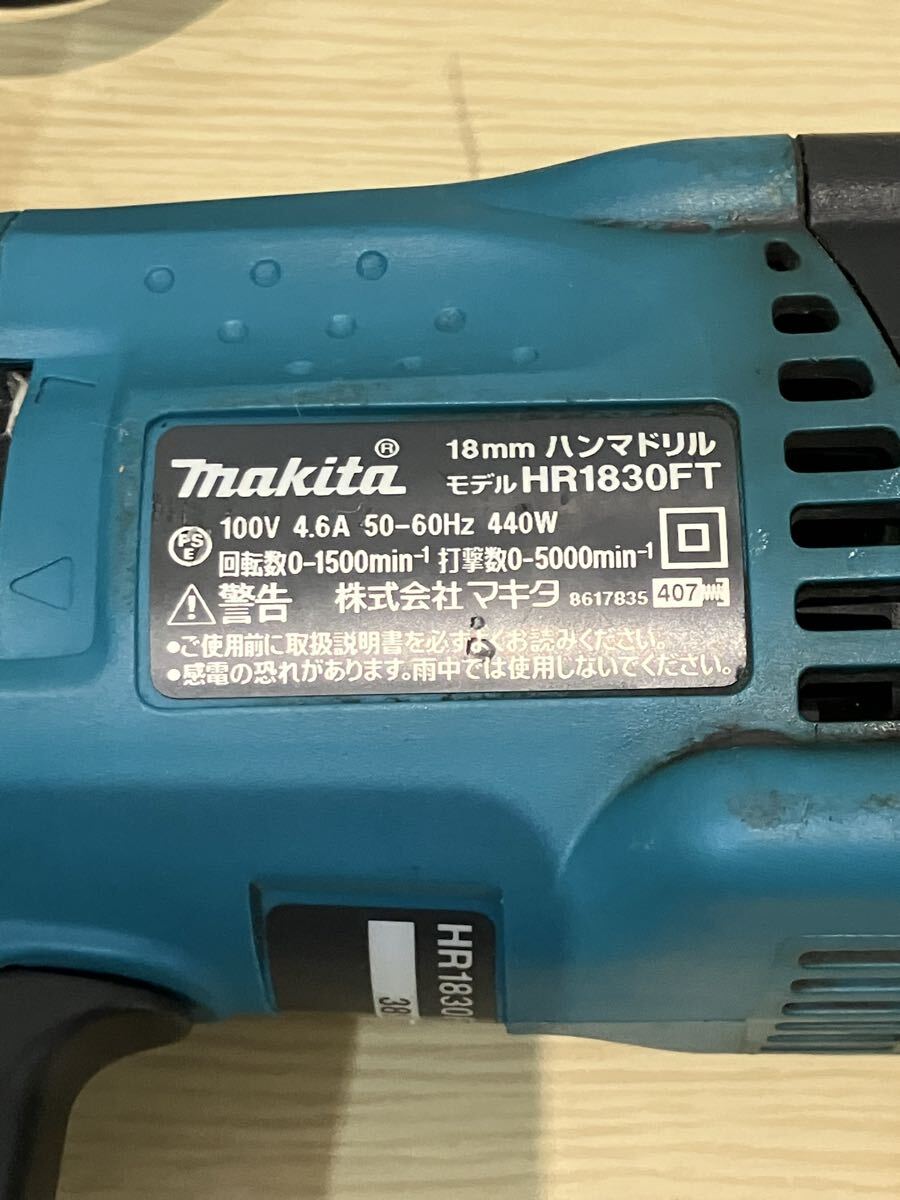 makita®
18mm ハンマドリル
モデル HR1830FT
PS E
100V 4.6A 50-60Hz 440W
回転数0-1500min⁻¹ 打撃数0-5000min⁻¹
警告 株式会社マキタ 8617835 407
●ご使用前に取扱説明書を必ずよくお読みください。
●感電の恐れがあります。雨中では使用しないでください。
HR1830
38